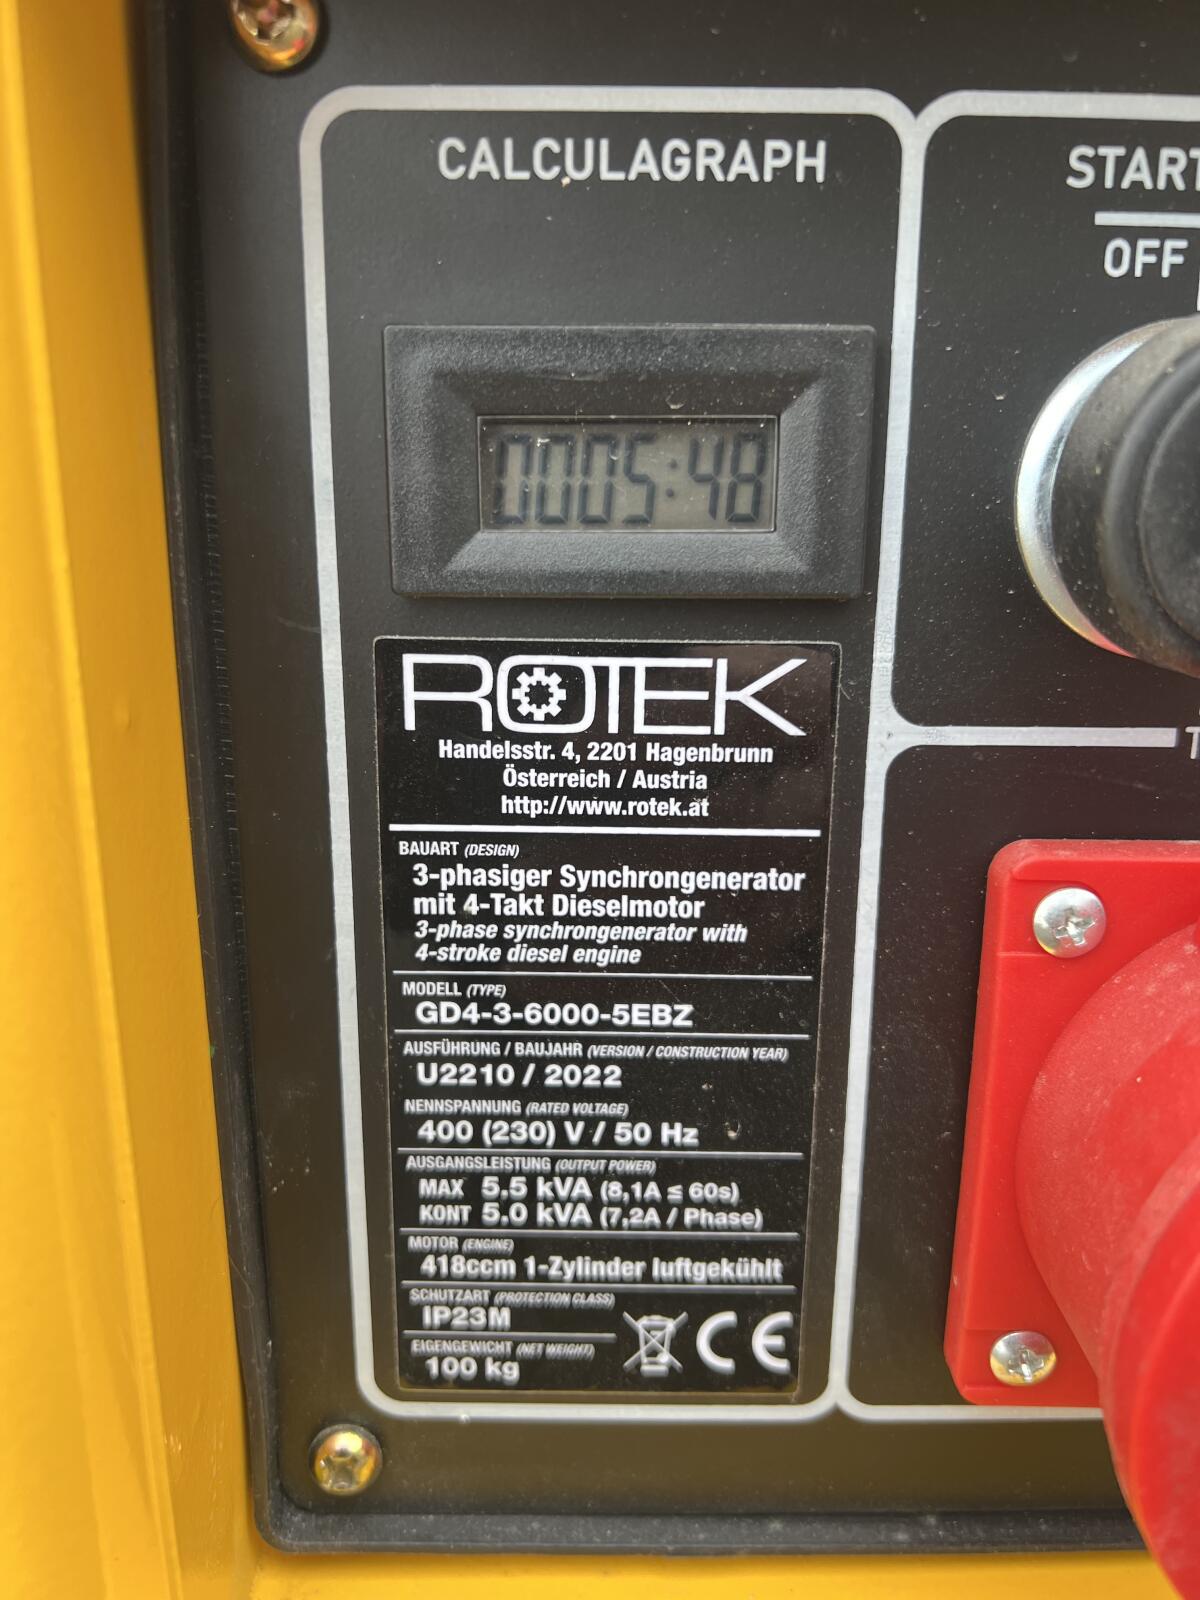 CALCULAGRAPH
START
OFF
0005:48
ROTEK
Handelsstr. 4, 2201 Hagenbrunn
Österreich / Austria
http://www.rotek.at
BAUART (DESIGN)
3-phasiger Synchrongenerator
mit 4-Takt Dieselmotor
3-phase synchrongenerator with
4-stroke diesel engine
MODELL (TYPE)
GD4-3-6000-5EBZ
AUSFÜHRUNG / BAUJAHR (VERSION / CONSTRUCTION YEAR)
U2210 / 2022
NENNSPANNUNG (RATED VOLTAGE)
400 (230) V / 50 Hz
AUSGANGSLEISTUNG (OUTPUT POWER)
MAX 5.5 kVA (8,1A ≤ 60s)
KONT 5.0 kVA (7,2A / Phase)
MOTOR (ENGINE)
418ccm 1-Zylinder luftgekühlt
SCHUTZART (PROTECTION CLASS)
IP23M
EIGENGEWICHT (NET WEIGHT)
100 kg
CE